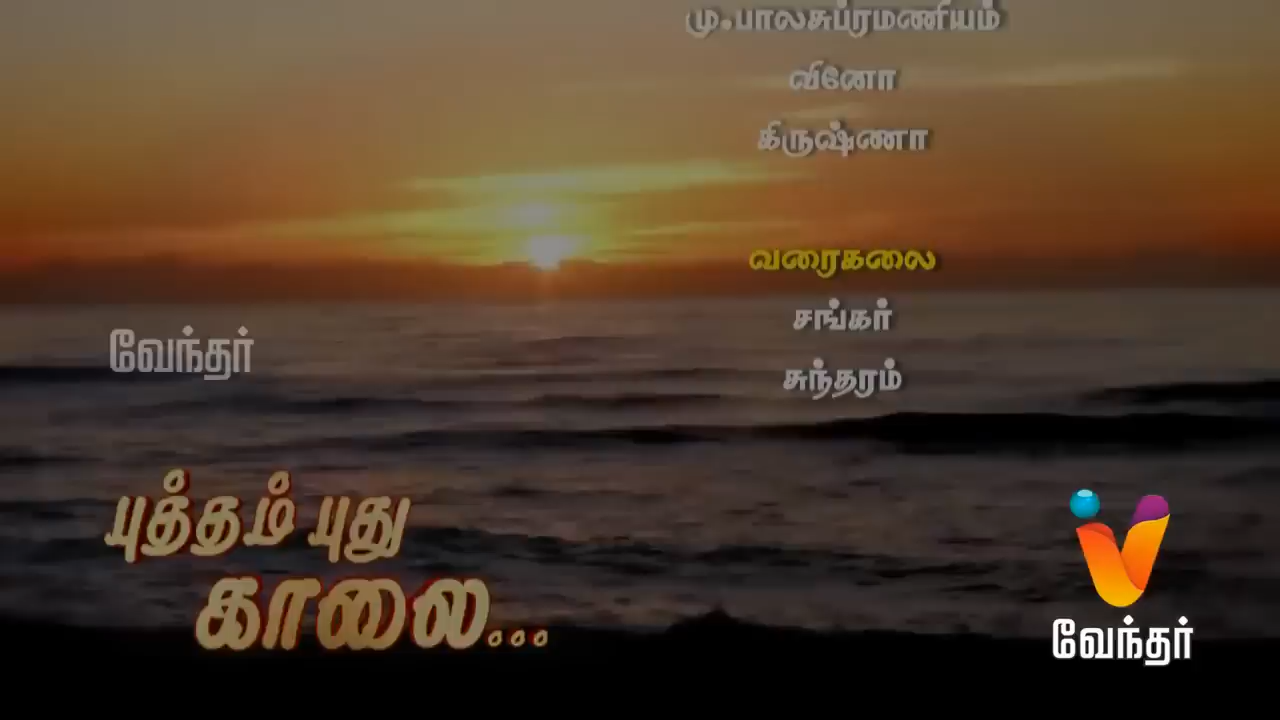 மு.பாலசுப்ரமணியம்
வினோ
கிருஷ்ணா
வரைகலை
சங்கர்
சுந்தரம்
வேந்தர்
புத்தம் புது
காலை...
வேந்தர்